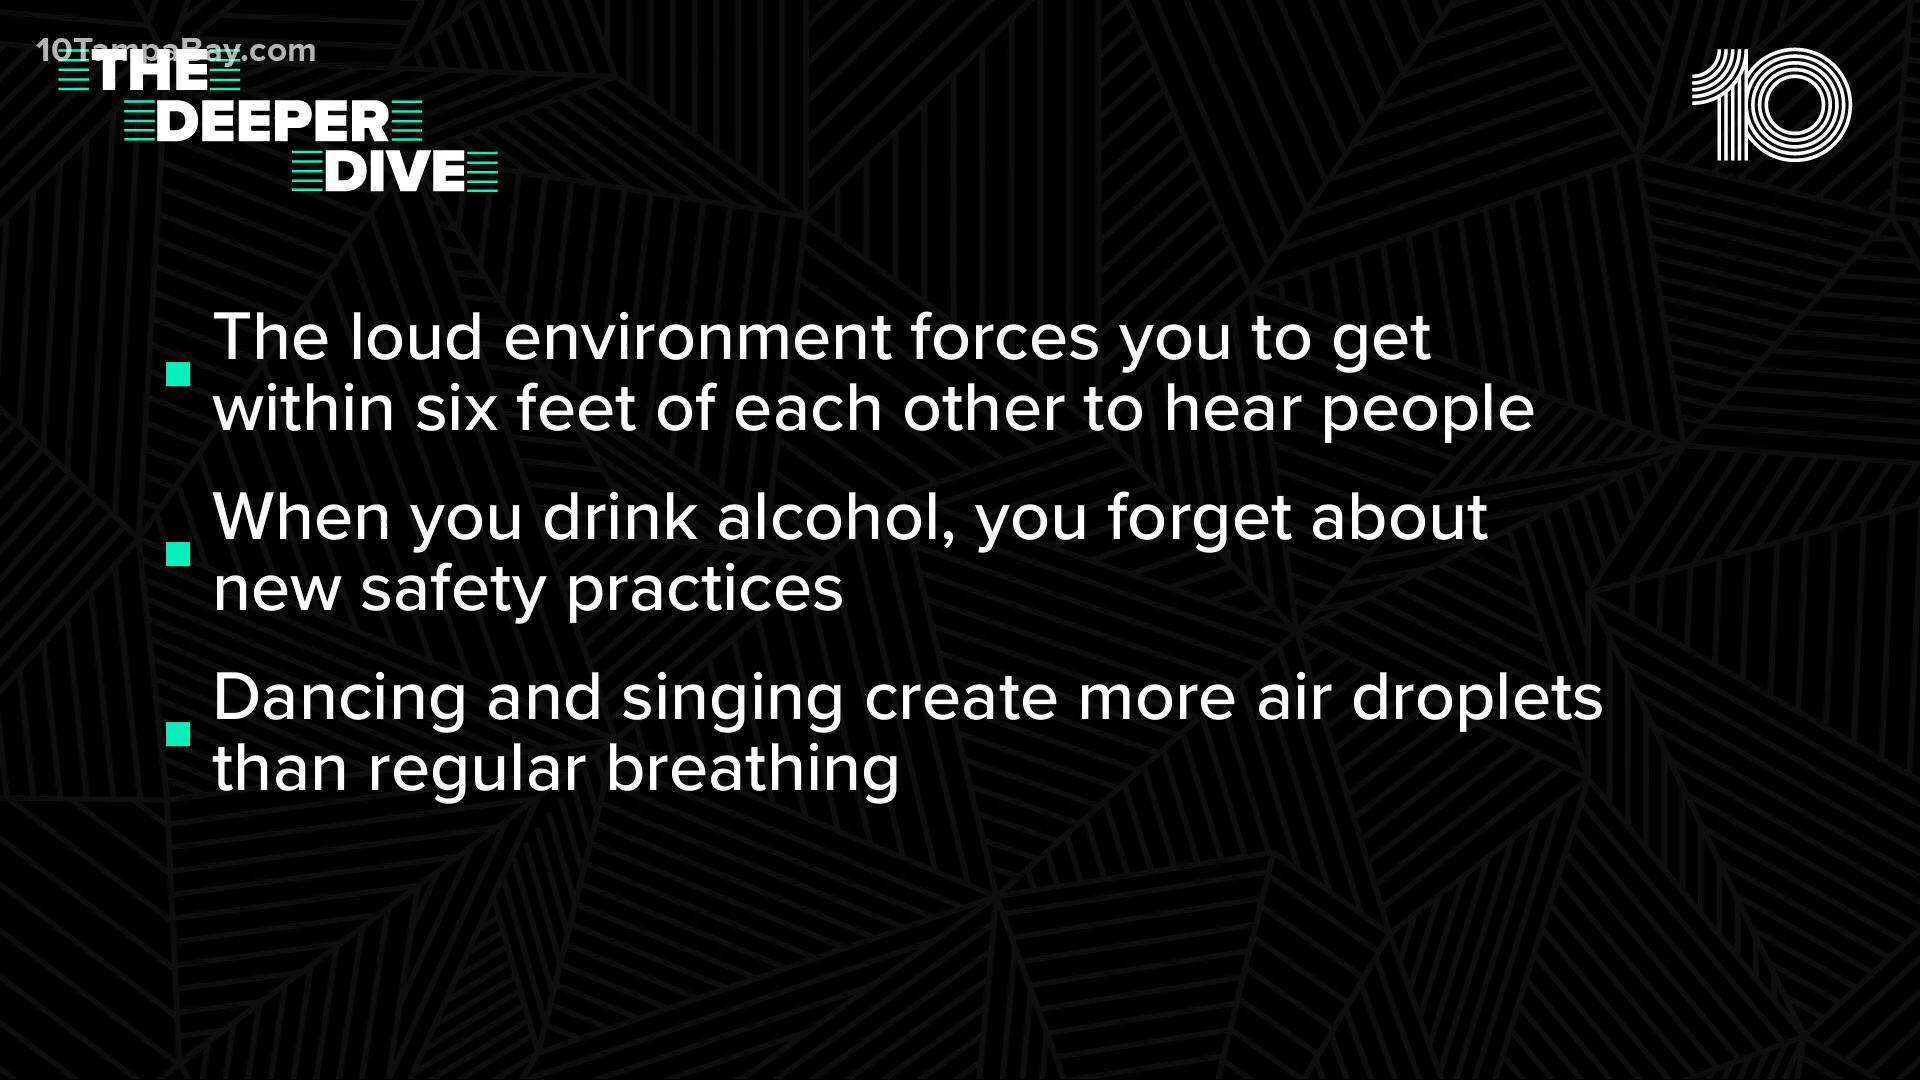 10TampaBay.com
THE
DEEPER
DIVE
10
The loud environment forces you to get
within six feet of each other to hear people
When you drink alcohol, you forget about
new safety practices
Dancing and singing create more air droplets
than regular breathing